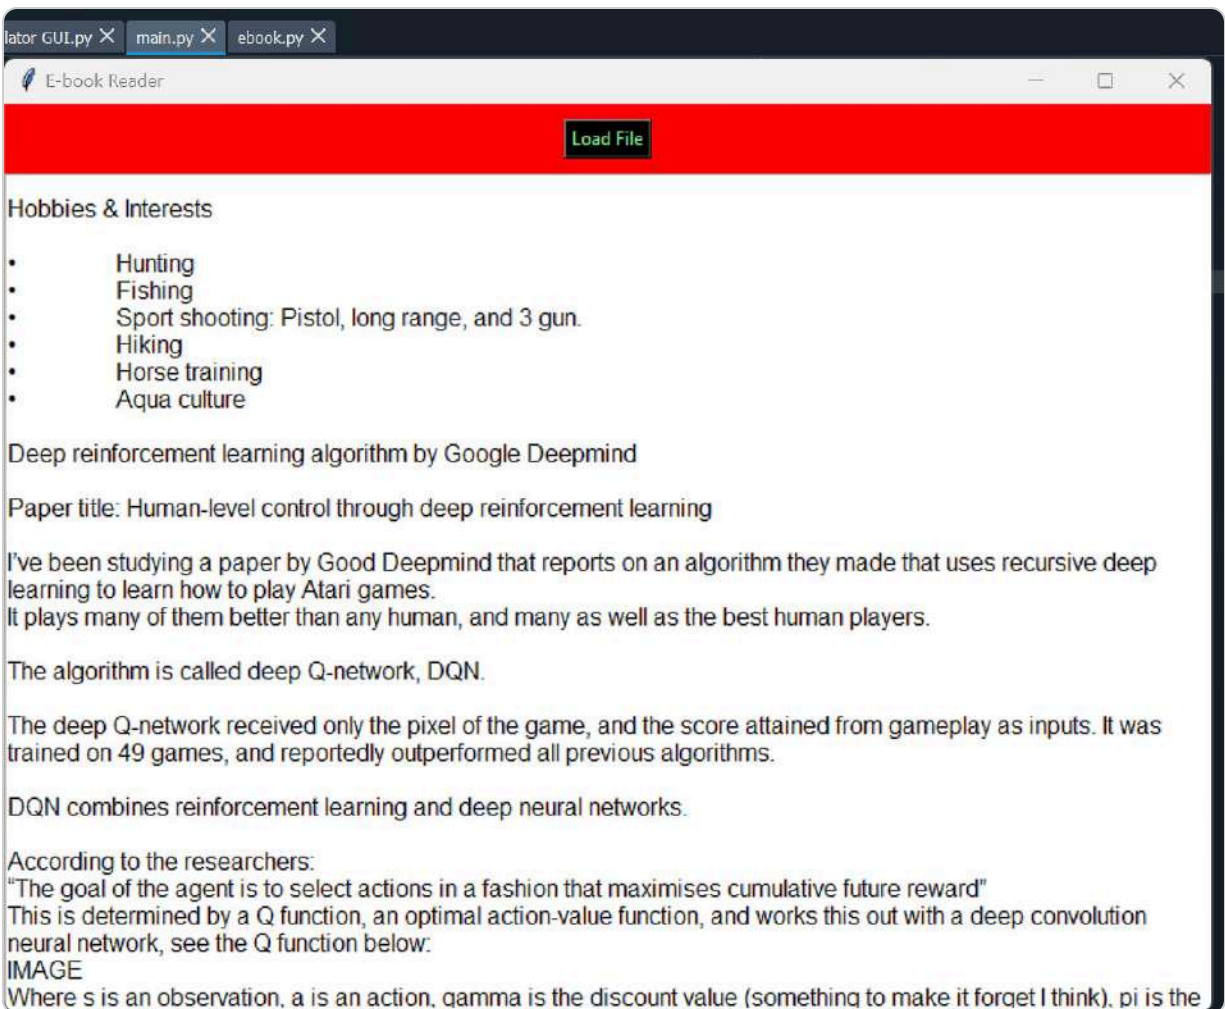 lator GUI.py
main.py
ebook.py
E-book Reader
Load File
Hobbies & Interests
• Hunting
• Fishing
• Sport shooting: Pistol, long range, and 3 gun.
• Hiking
• Horse training
• Aqua culture
Deep reinforcement learning algorithm by Google Deepmind
Paper title: Human-level control through deep reinforcement learning
I've been studying a paper by Good Deepmind that reports on an algorithm they made that uses recursive deep
learning to learn how to play Atari games.
It plays many of them better than any human, and many as well as the best human players.
The algorithm is called deep Q-network, DQN.
The deep Q-network received only the pixel of the game, and the score attained from gameplay as inputs. It was
trained on 49 games, and reportedly outperformed all previous algorithms.
DQN combines reinforcement learning and deep neural networks.
According to the researchers:
“The goal of the agent is to select actions in a fashion that maximises cumulative future reward”
This is determined by a Q function, an optimal action-value function, and works this out with a deep convolution
neural network, see the Q function below:
IMAGE
Where s is an observation, a is an action, gamma is the discount value (something to make it forget I think), pi is the